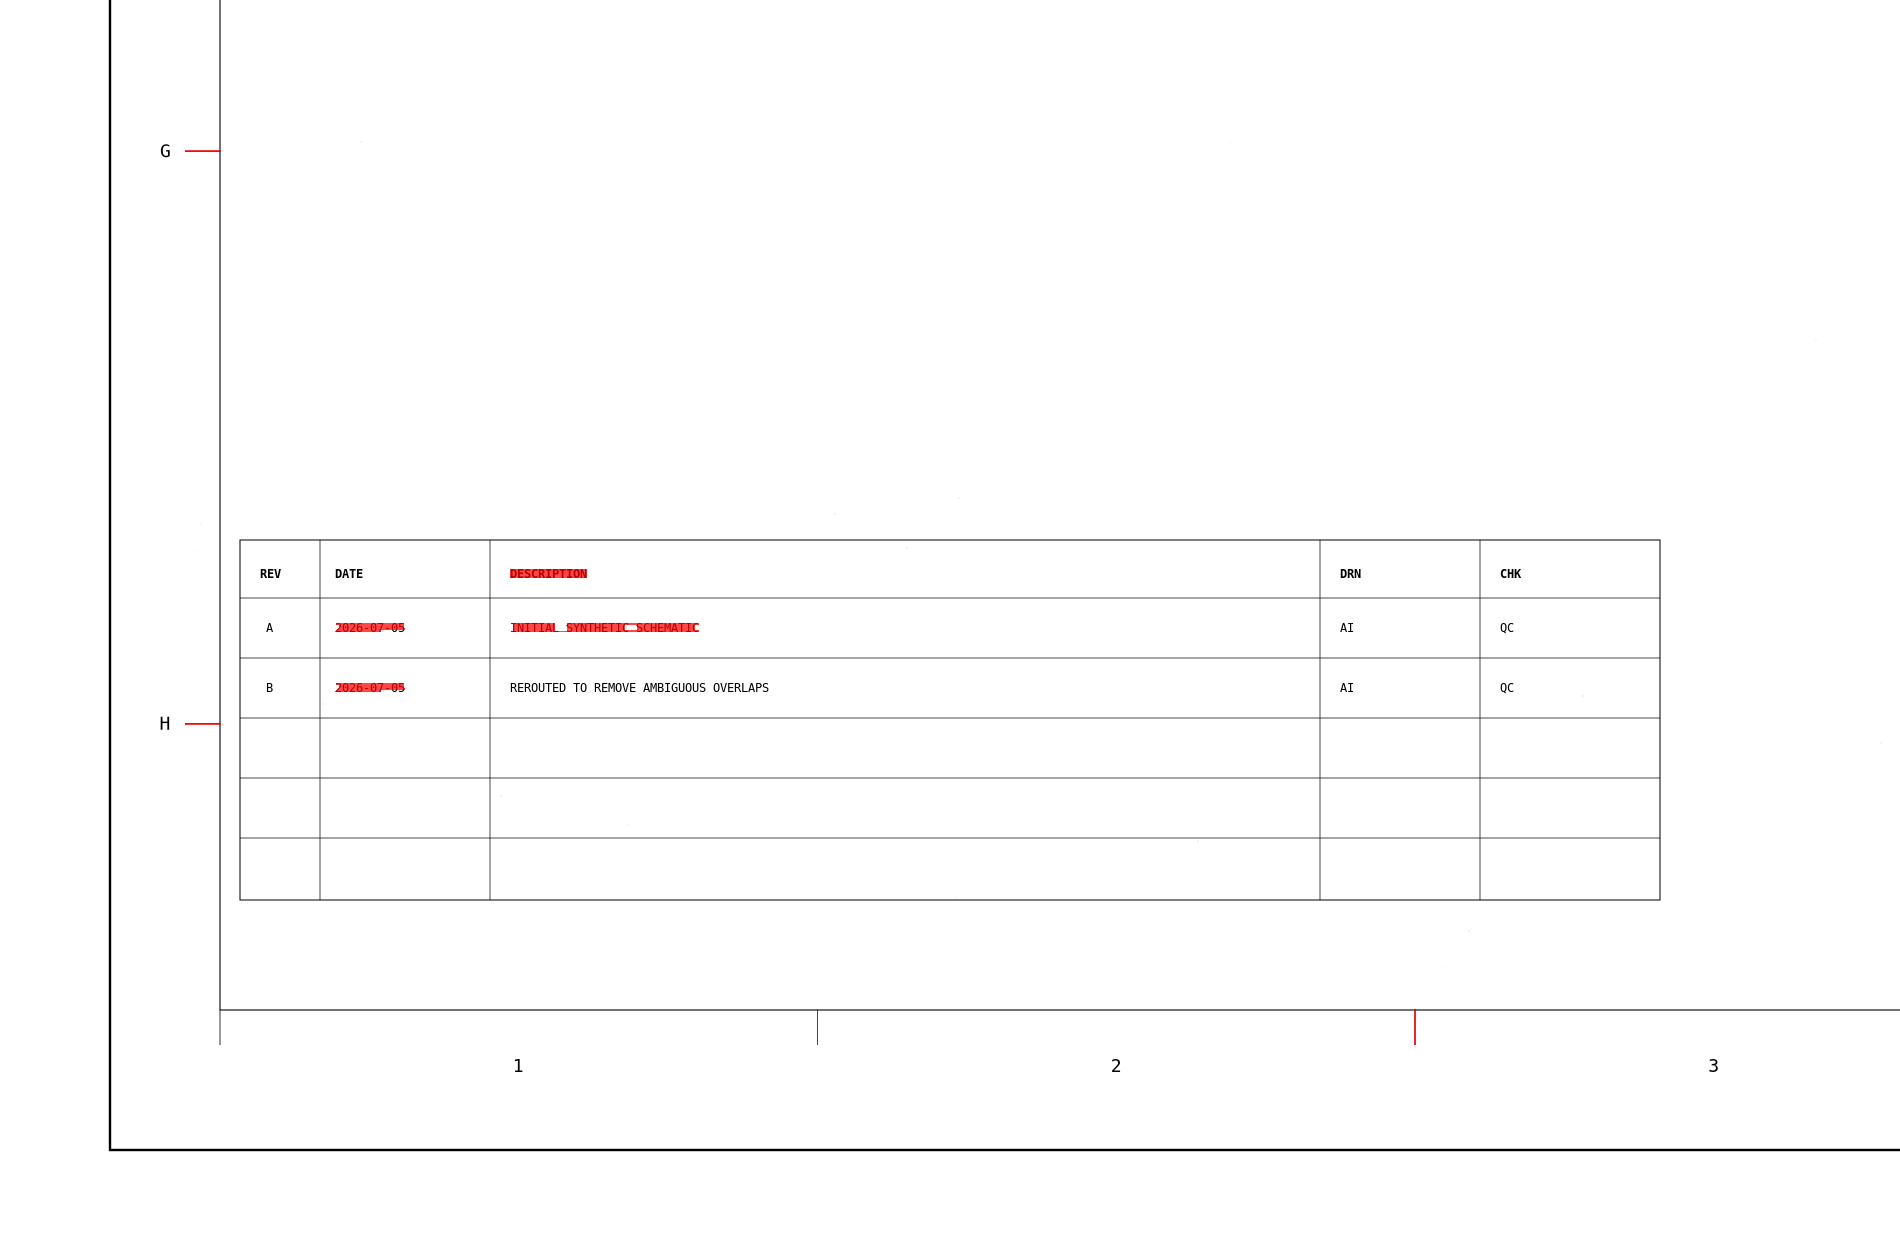 G
REV DATE DESCRIPTION DRN CHK
A 2026-07-05 INITIAL SYNTHETIC SCHEMATIC AI QC
B 2026-07-05 REROUTED TO REMOVE AMBIGUOUS OVERLAPS AI QC
H
1 2 3